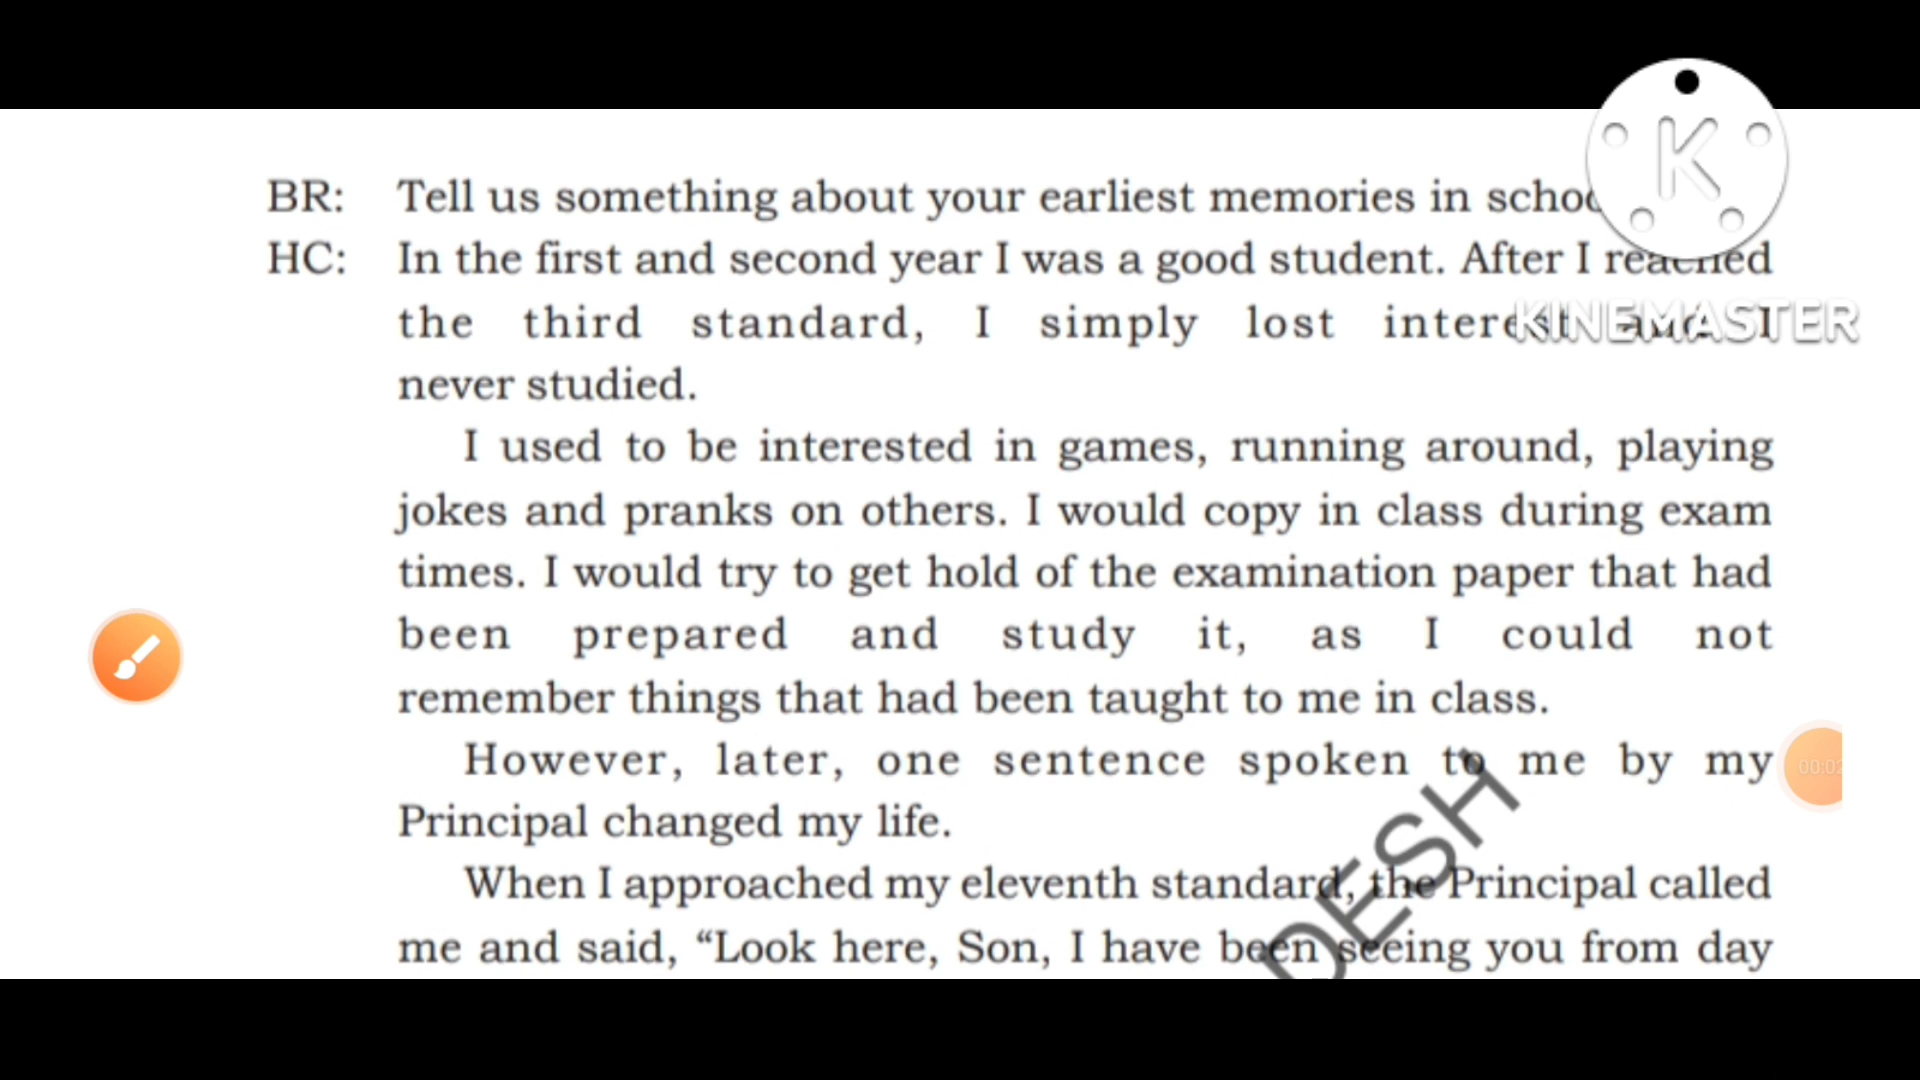 BR: Tell us something about your earliest memories in
HC: In the first and second year I was a good student. After I reached
the third standard, I simply lost interest and I
never studied.
I used to be interested in games, running around, playing
jokes and pranks on others. I would copy in class during exam
times. I would try to get hold of the examination paper that had
been prepared and study it, as I could not
remember things that had been taught to me in class.
However, later, one sentence spoken to me by my
Principal changed my life.
When I approached my eleventh standard, the Principal called
me and said, “Look here, Son, I have been seeing you from day
K
KINEMASTER
DESH